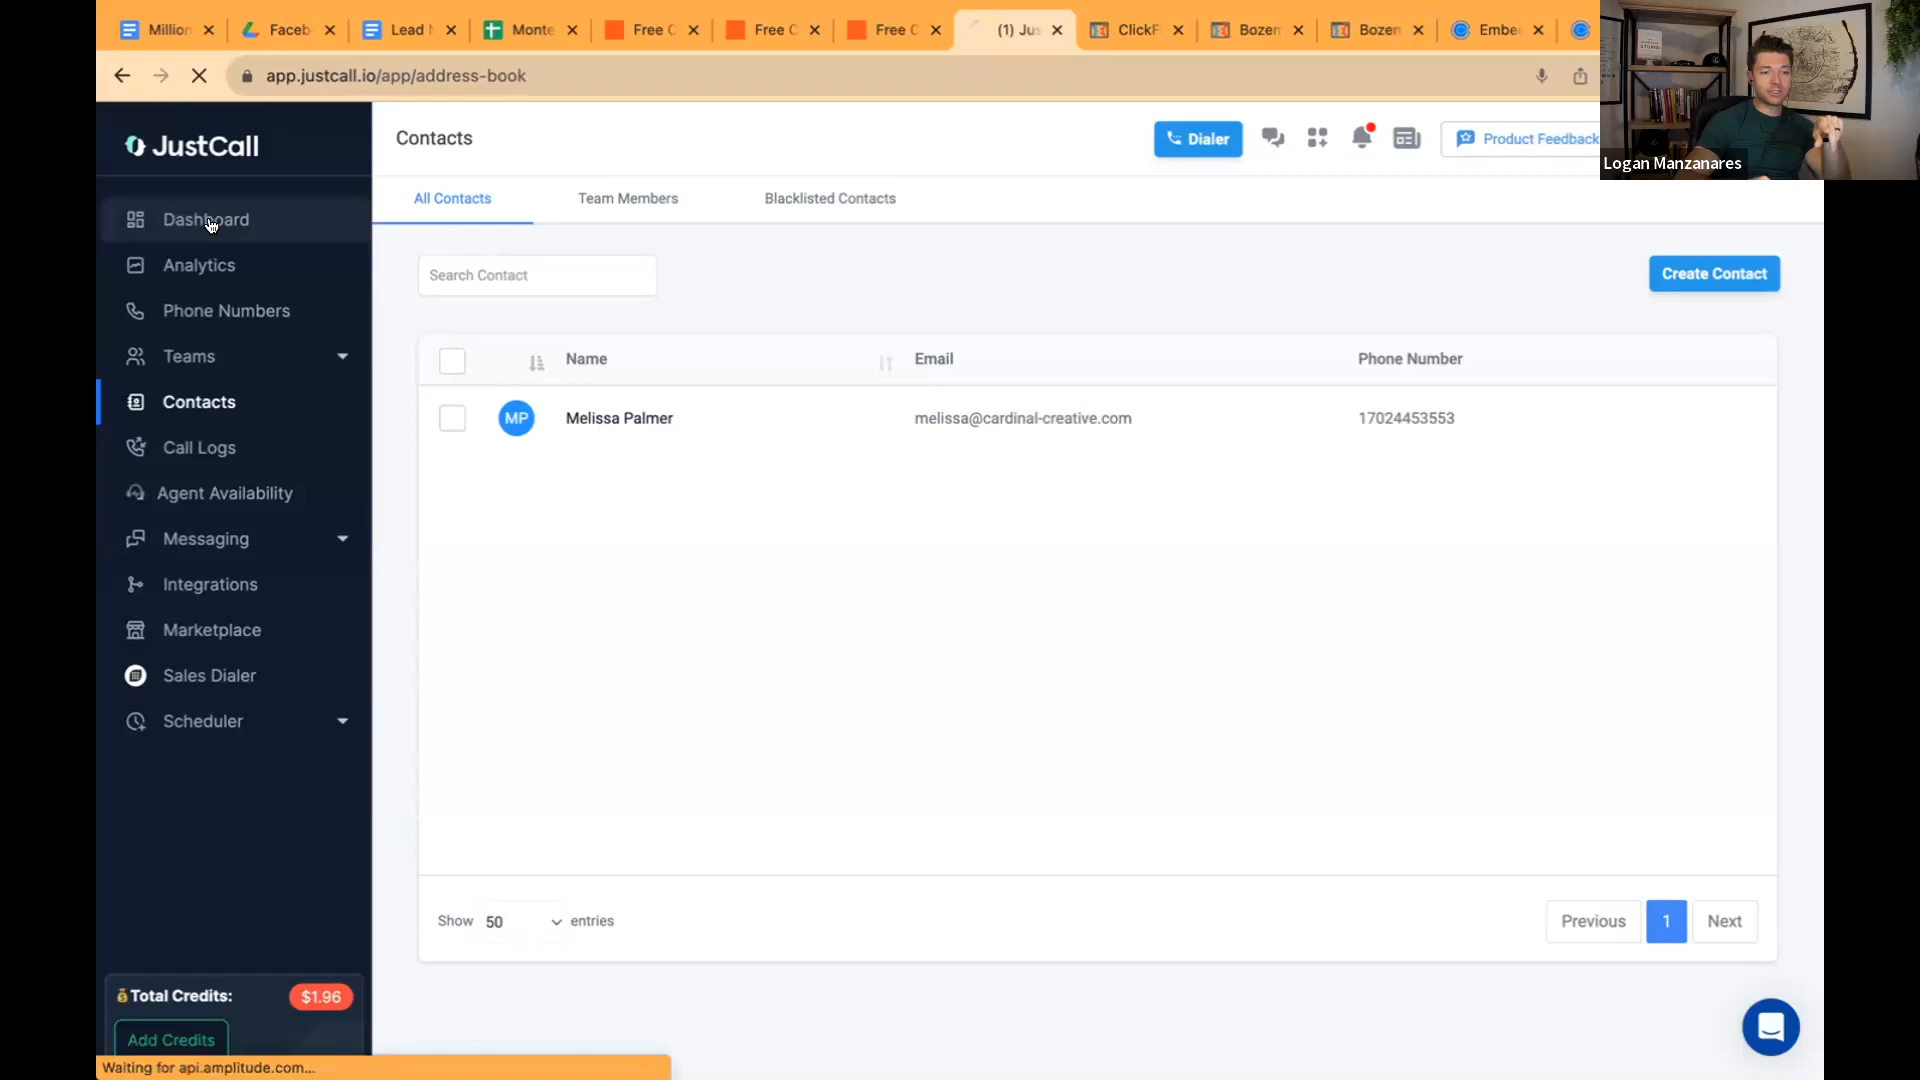 Million
Faceb
Lead
Monte
Free C
Free C
Free C
(1) Jus
ClickF
Bozem
Bozem
Embe
app.justcall.io/app/address-book
JustCall
Contacts
Dialer
Product Feedback
Logan Manzanares
All Contacts
Team Members
Blacklisted Contacts
Dashboard
Analytics
Phone Numbers
Teams
Contacts
Call Logs
Agent Availability
Messaging
Integrations
Marketplace
Sales Dialer
Scheduler
Search Contact
Create Contact
Name
Email
Phone Number
MP
Melissa Palmer
melissa@cardinal-creative.com
17024453553
Show 50 entries
Previous
1
Next
Total Credits:
$1.96
Add Credits
Waiting for api.amplitude.com...